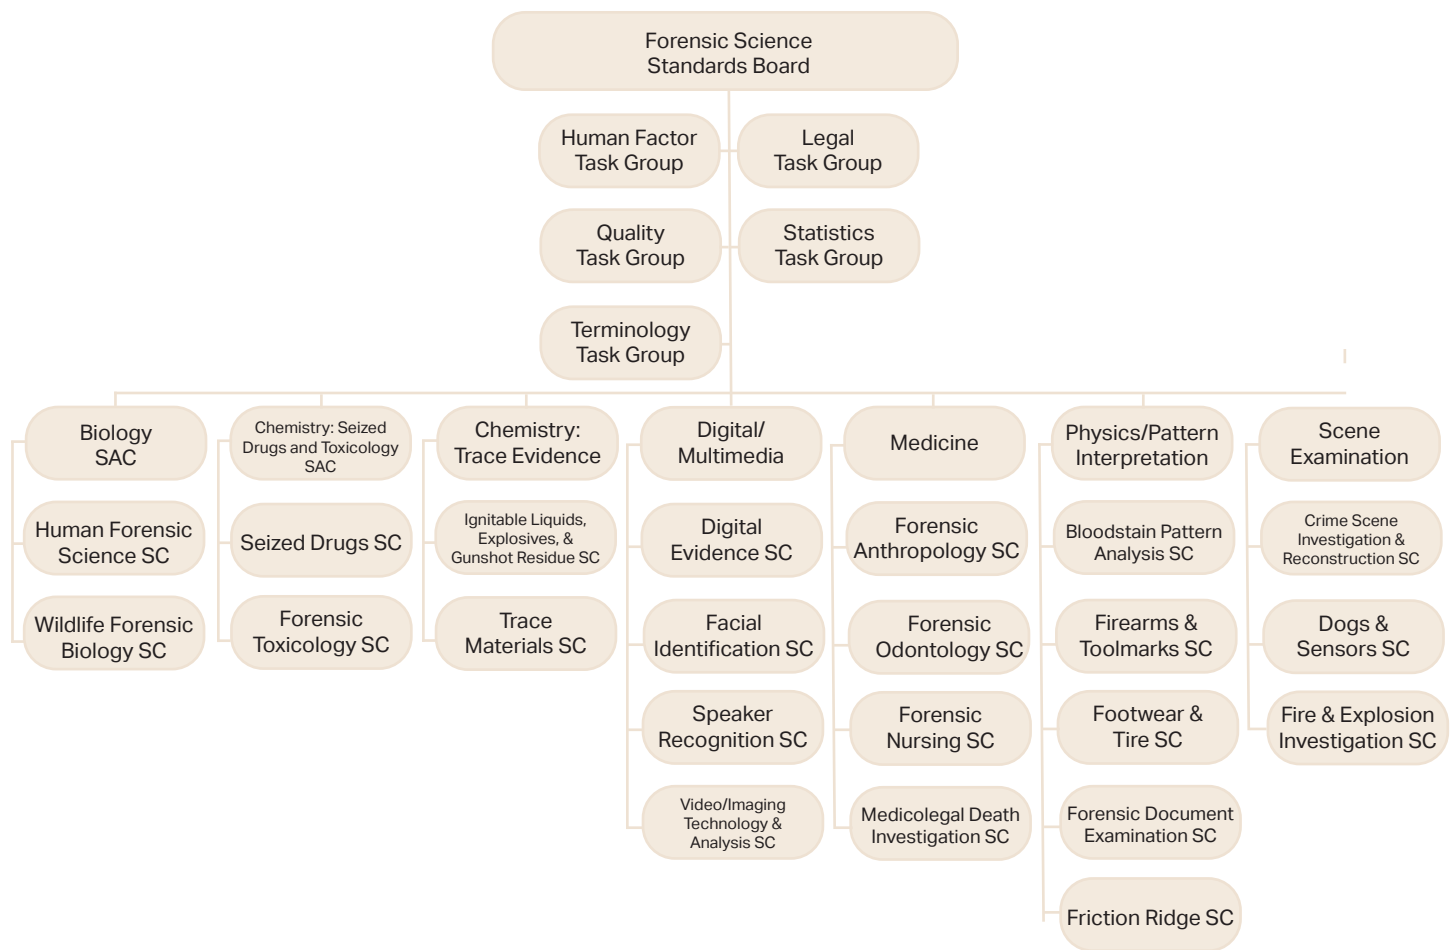 Forensic Science
Standards Board
Human Factor
Task Group
Legal
Task Group
Quality
Task Group
Statistics
Task Group
Terminology
Task Group
Biology
SAC
Human Forensic
Science SC
Wildlife Forensic
Biology SC
Chemistry: Seized
Drugs and Toxicology
SAC
Seized Drugs SC
Forensic
Toxicology SC
Chemistry:
Trace Evidence
Ignitable Liquids,
Explosives, &
Gunshot Residue SC
Trace
Materials SC
Digital/
Multimedia
Digital
Evidence SC
Facial
Identification SC
Speaker
Recognition SC
Video/Imaging
Technology &
Analysis SC
Medicine
Forensic
Anthropology SC
Forensic
Odontology SC
Forensic
Nursing SC
Medicolegal Death
Investigation SC
Physics/Pattern
Interpretation
Bloodstain Pattern
Analysis SC
Firearms &
Toolmarks SC
Footwear &
Tire SC
Forensic Document
Examination SC
Friction Ridge SC
Scene
Examination
Crime Scene
Investigation &
Reconstruction SC
Dogs &
Sensors SC
Fire & Explosion
Investigation SC